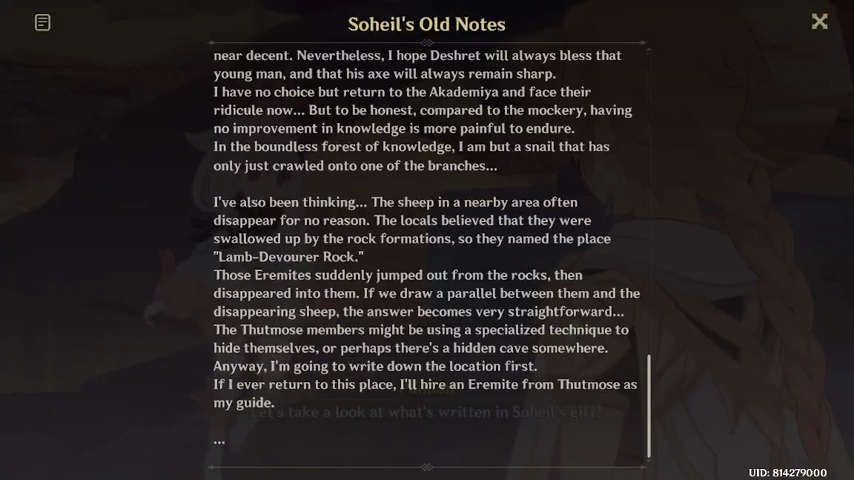 Soheil's Old Notes
near decent. Nevertheless, I hope Deshret will always bless that
young man, and that his axe will always remain sharp.
I have no choice but return to the Akademiya and face their
ridicule now... But to be honest, compared to the mockery, having
no improvement in knowledge is more painful to endure.
In the boundless forest of knowledge, I am but a snail that has
only just crawled onto one of the branches...
I've also been thinking... The sheep in a nearby area often
disappear for no reason. The locals believed that they were
swallowed up by the rock formations, so they named the place
"Lamb-Devourer Rock."
Those Eremites suddenly jumped out from the rocks, then
disappeared into them. If we draw a parallel between them and the
disappearing sheep, the answer becomes very straightforward...
The Thutmose members might be using a specialized technique to
hide themselves, or perhaps there's a hidden cave somewhere.
Anyway, I'm going to write down the location first.
If I ever return to this place, I'll hire an Eremite from Thutmose as
my guide.
Let's take a look at what's written in Soheil's gift!
...
UID: 814279000